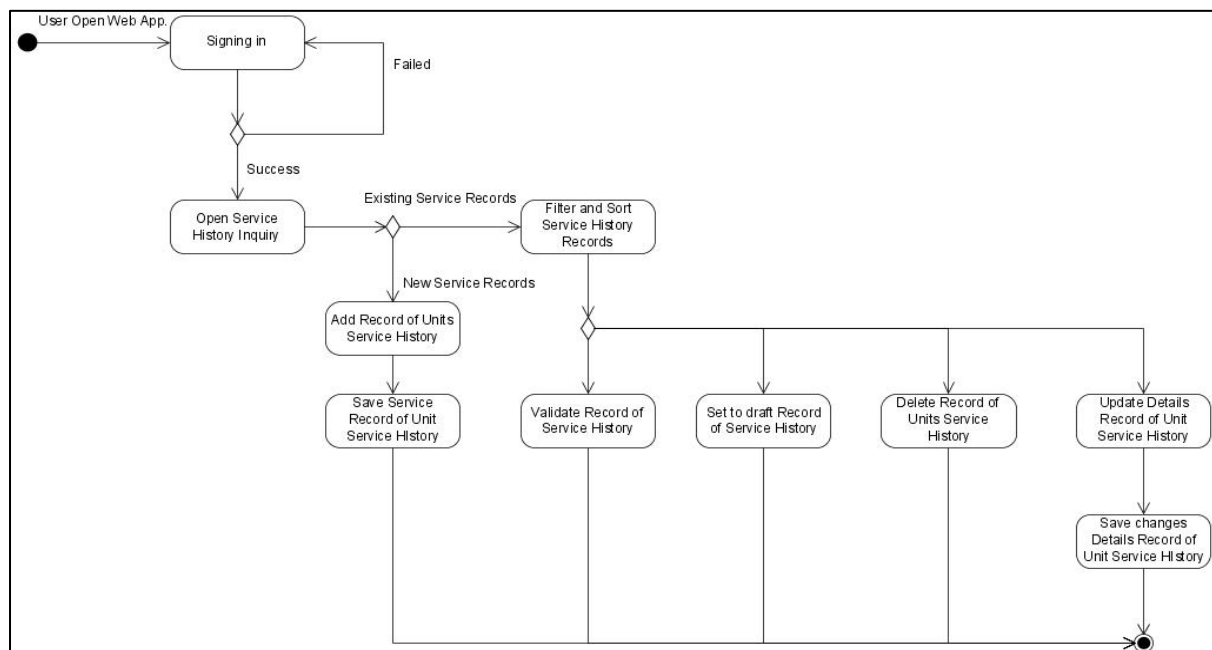 User Open Web App.
Signing in
Failed
Success
Existing Service Records
Open Service
History Inquiry
Filter and Sort
Service History
Records
New Service Records
Add Record of Units
Service History
Save Service
Record of Unit
Service HIstory
Validate Record of
Service History
Set to draft Record
of Service History
Delete Record of
Units Service
History
Update Details
Record of Unit
Service History
Save changes
Details Record of
Unit Service HIstory